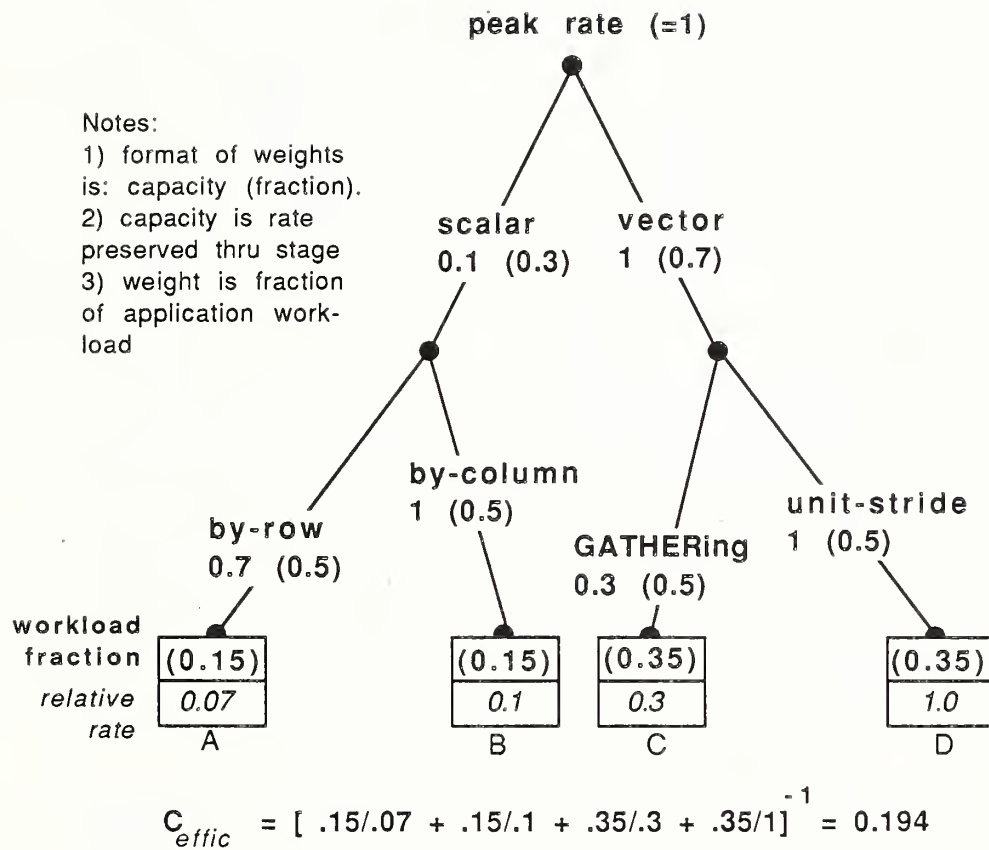 peak rate (=1)
Notes:
1) format of weights
is: capacity (fraction).
2) capacity is rate
preserved thru stage
3) weight is fraction
of application work-
load
scalar
0.1 (0.3)
vector
1 (0.7)
by-row
0.7 (0.5)
by-column
1 (0.5)
GATHERing
0.3 (0.5)
unit-stride
1 (0.5)
workload
fraction
(0.15) (0.15) (0.35) (0.35)
relative
rate
0.07 0.1 0.3 1.0
A B C D
C effic = [ .15/.07 + .15/.1 + .35/.3 + .35/1] -1 = 0.194